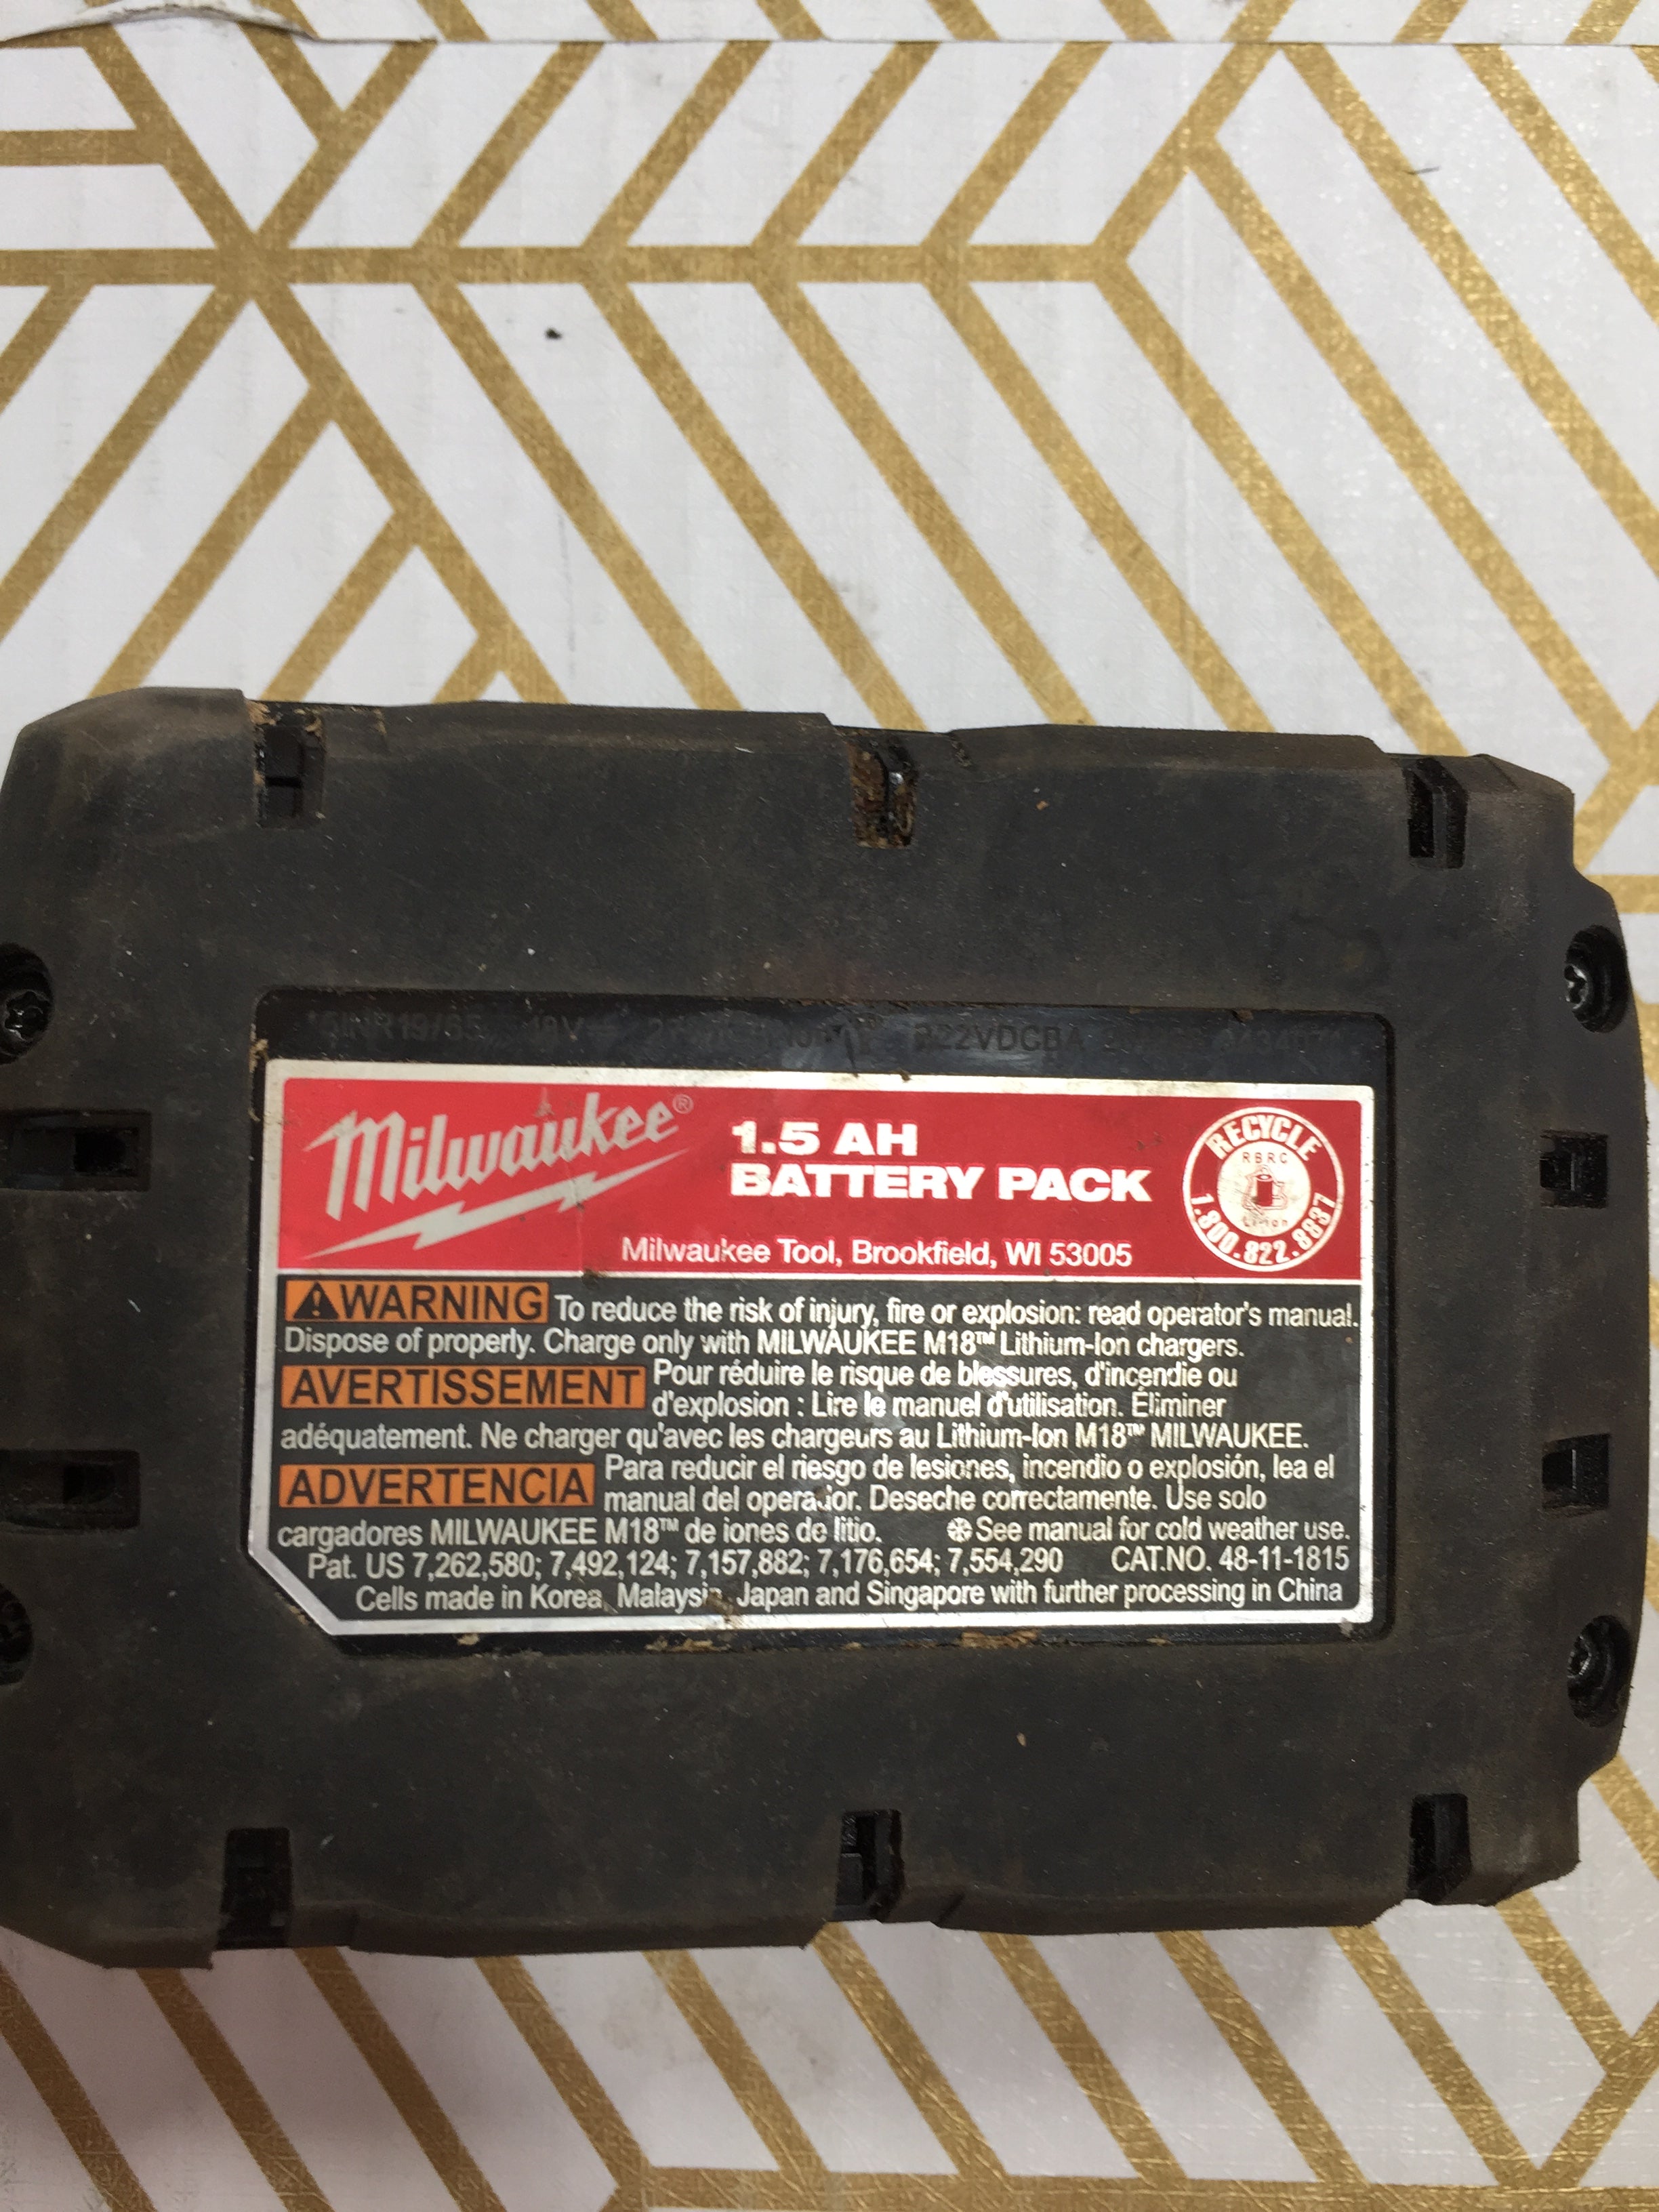 18V
B22VDCBA
Milwaukee®
1.5 AH
BATTERY PACK
Milwaukee Tool, Brookfield, WI 53005
RECYCLE
RBRC
Li-Ion
1.800.822.8837
⚠WARNING To reduce the risk of injury, fire or explosion: read operator's manual.
Dispose of properly. Charge only with MILWAUKEE M18™ Lithium-Ion chargers.
AVERTISSEMENT Pour réduire le risque de blessures, d'incendie ou
d'explosion : Lire le manuel d'utilisation. Éliminer
adéquatement. Ne charger qu'avec les chargeurs au Lithium-Ion M18™ MILWAUKEE.
ADVERTENCIA Para reducir el riesgo de lesiones, incendio o explosión, lea el
manual del operador. Deseche correctamente. Use solo
cargadores MILWAUKEE M18™ de iones de litio. ❄See manual for cold weather use.
Pat. US 7,262,580; 7,492,124; 7,157,882; 7,176,654; 7,554,290 CAT.NO. 48-11-1815
Cells made in Korea, Malaysia, Japan and Singapore with further processing in China